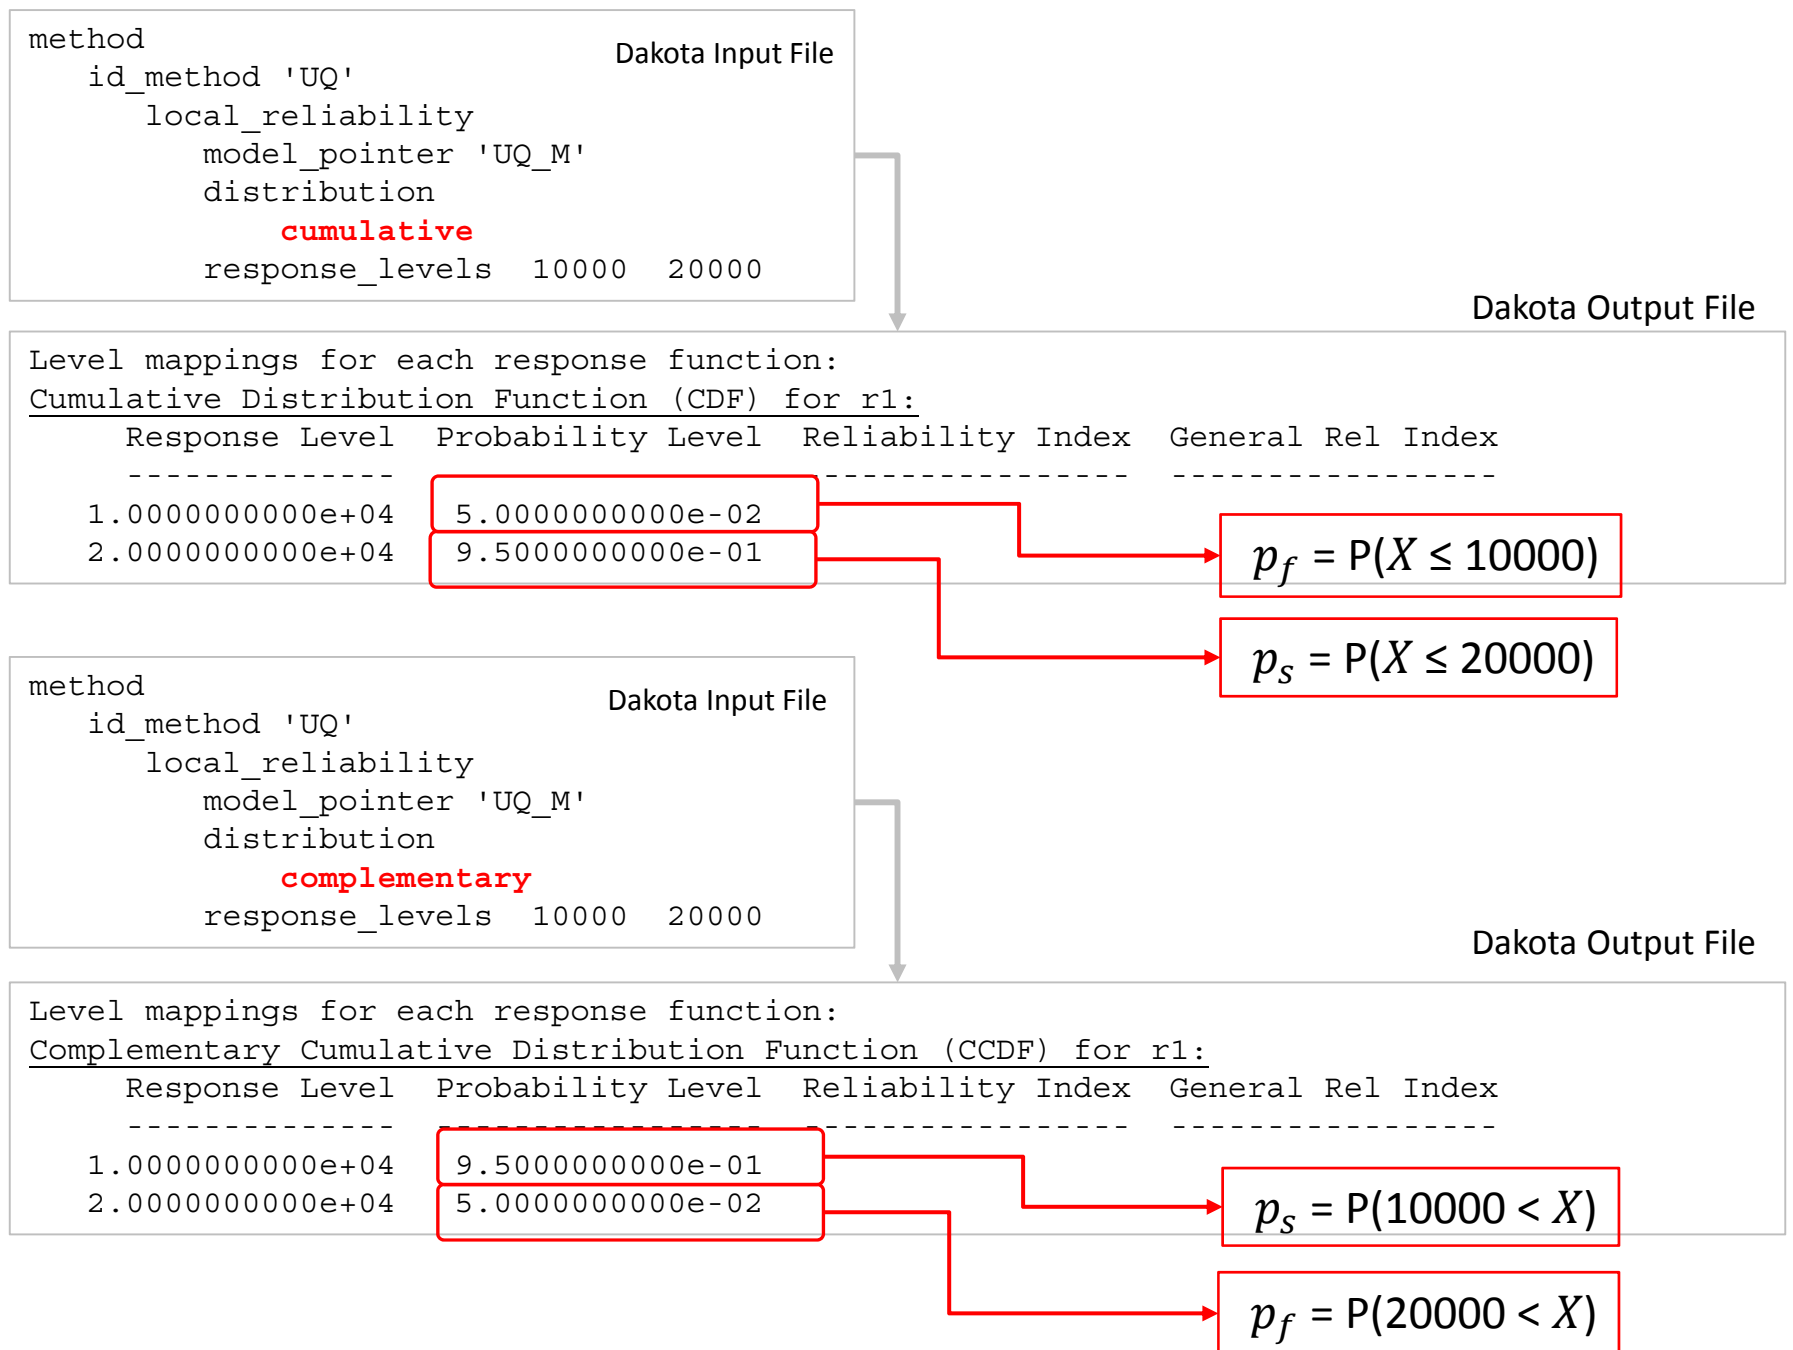 method
Dakota Input File
id_method 'UQ'
local_reliability
model_pointer 'UQ_M'
distribution
cumulative
response_levels 10000 20000
Dakota Output File
Level mappings for each response function:
Cumulative Distribution Function (CDF) for r1:
Response Level Probability Level Reliability Index General Rel Index
-------------- ---------------- -----------------
1.0000000000e+04 5.0000000000e-02
2.0000000000e+04 9.5000000000e-01
p_f = P(X ≤ 10000)
p_s = P(X ≤ 20000)
method
Dakota Input File
id_method 'UQ'
local_reliability
model_pointer 'UQ_M'
distribution
complementary
response_levels 10000 20000
Dakota Output File
Level mappings for each response function:
Complementary Cumulative Distribution Function (CCDF) for r1:
Response Level Probability Level Reliability Index General Rel Index
-------------- ----------------- ----------------- -----------------
1.0000000000e+04 9.5000000000e-01
2.0000000000e+04 5.0000000000e-02
p_s = P(10000 < X)
p_f = P(20000 < X)